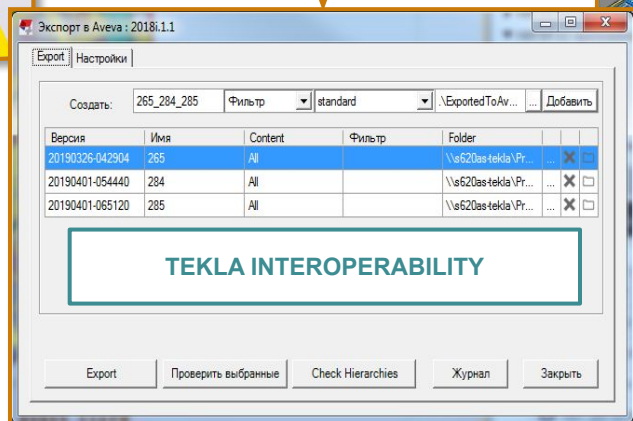 Экспорт в Aveva : 2018i.1.1
Export Настройки
Создать: 265_284_285 Фильтр standard .\ExportedToAv... ... Добавить
Версия Имя Content Фильтр Folder
20190326-042904 265 All \\s620as-tekla\Pr... ...
20190401-054440 284 All \\s620as-tekla\Pr... ...
20190401-065120 285 All \\s620as-tekla\Pr... ...
TEKLA INTEROPERABILITY
Export Проверить выбранные Check Hierarchies Журнал Закрыть